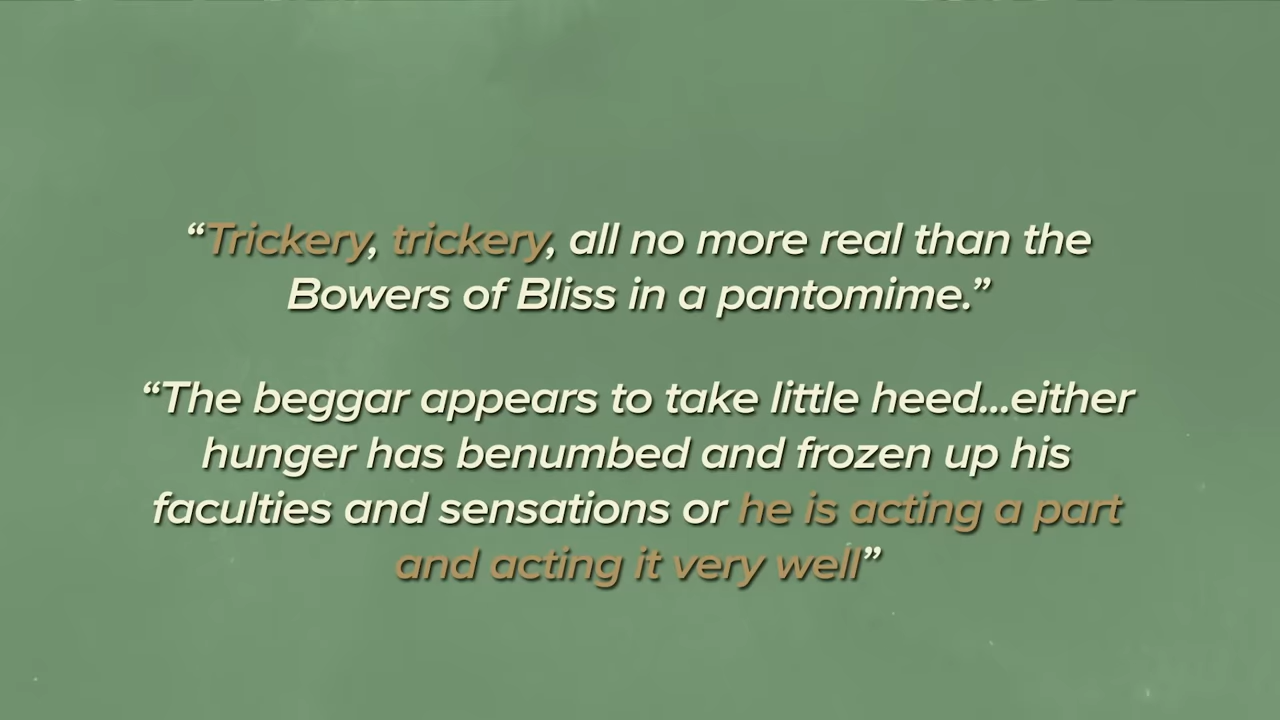 “Trickery, trickery, all no more real than the
Bowers of Bliss in a pantomime.”
“The beggar appears to take little heed...either
hunger has benumbed and frozen up his
faculties and sensations or he is acting a part
and acting it very well”